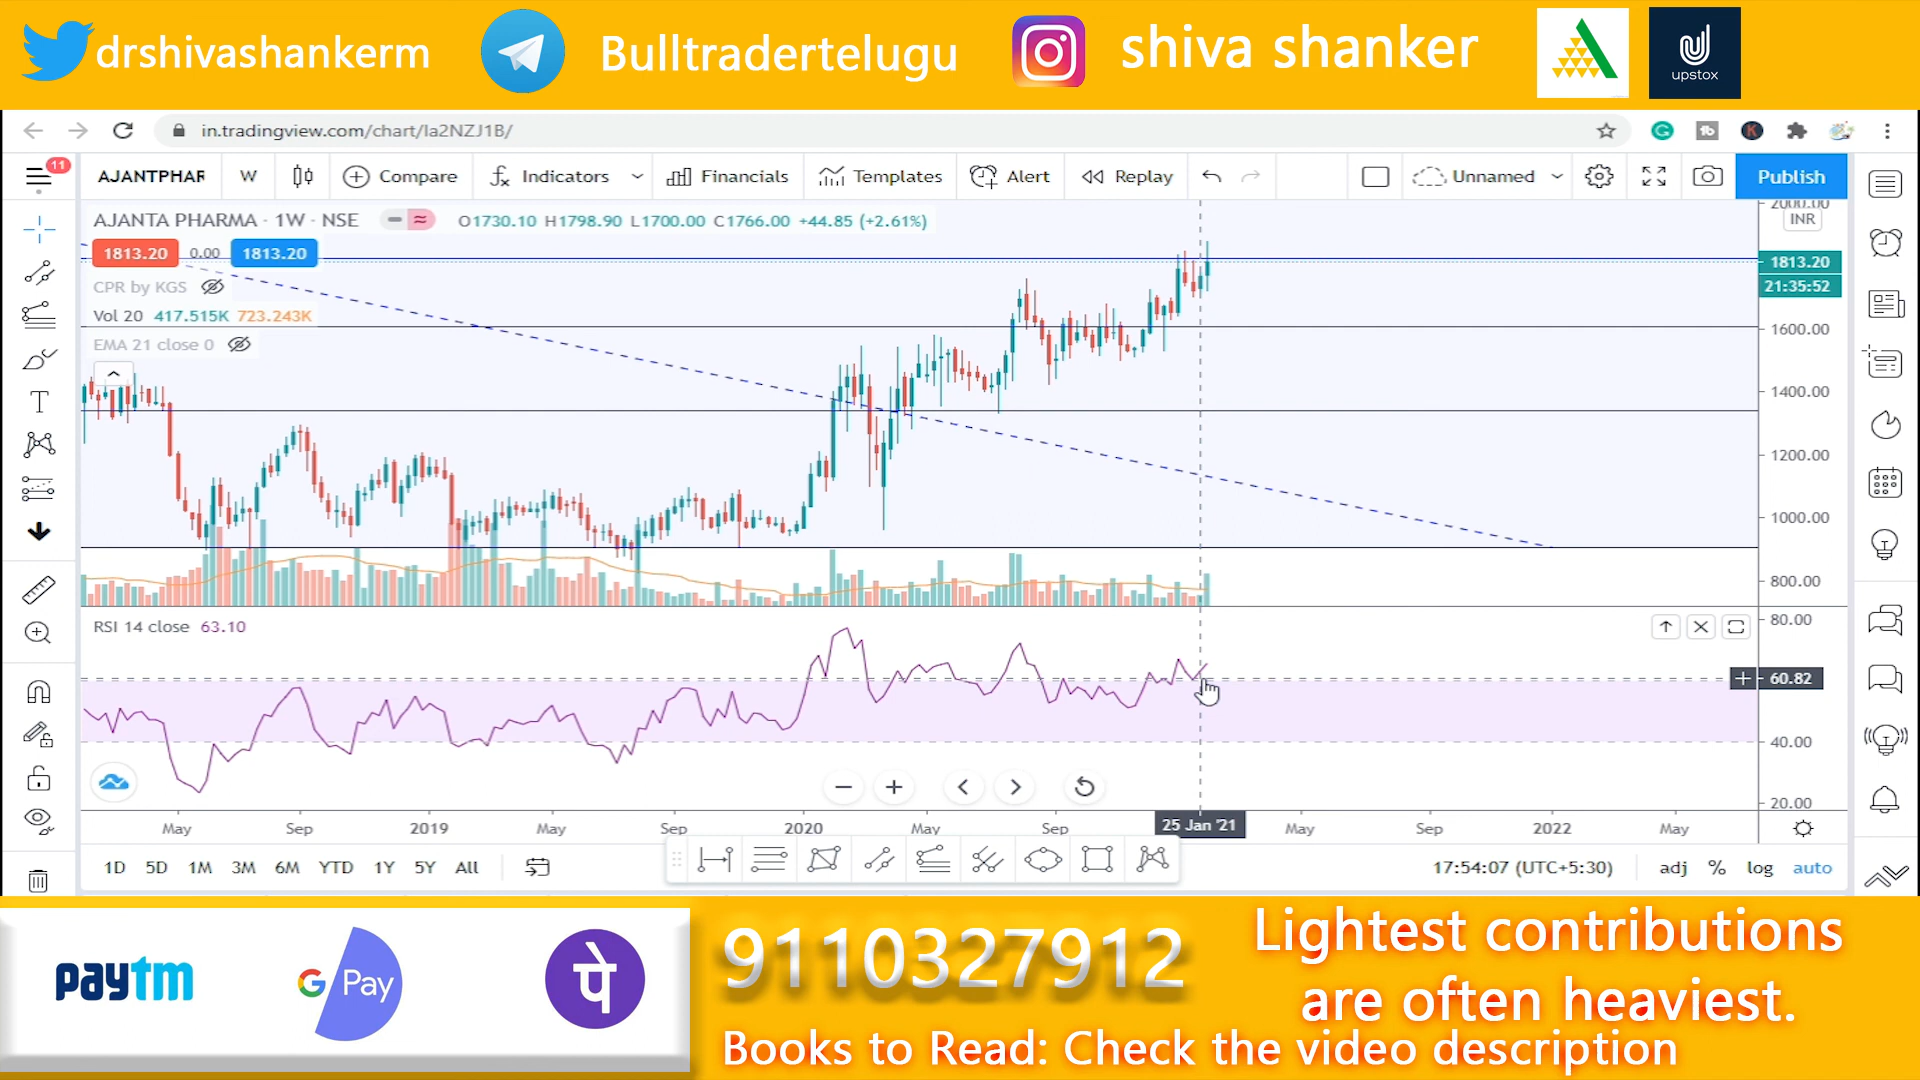 drshivashankerm
Bulltradertelugu
shiva shanker
upstox
in.tradingview.com/chart/Ia2NZJ1B/
11
AJANTPHAR
W
Compare
Indicators
Financials
Templates
Alert
Replay
Unnamed
Publish
AJANTA PHARMA · 1W · NSE
O1730.10 H1798.90 L1700.00 C1766.00 +44.85 (+2.61%)
1813.20 0.00 1813.20
CPR by KGS
Vol 20 417.515K 723.243K
EMA 21 close 0
2000.00
INR
1813.20
21:35:52
1600.00
1400.00
1200.00
1000.00
800.00
RSI 14 close 63.10
80.00
60.82
40.00
20.00
May Sep 2019 May Sep 2020 May Sep 25 Jan '21 May Sep 2022 May
1D 5D 1M 3M 6M YTD 1Y 5Y All
17:54:07 (UTC+5:30)
adj % log auto
paytm
G Pay
पे
9110327912
Lightest contributions
are often heaviest.
Books to Read: Check the video description